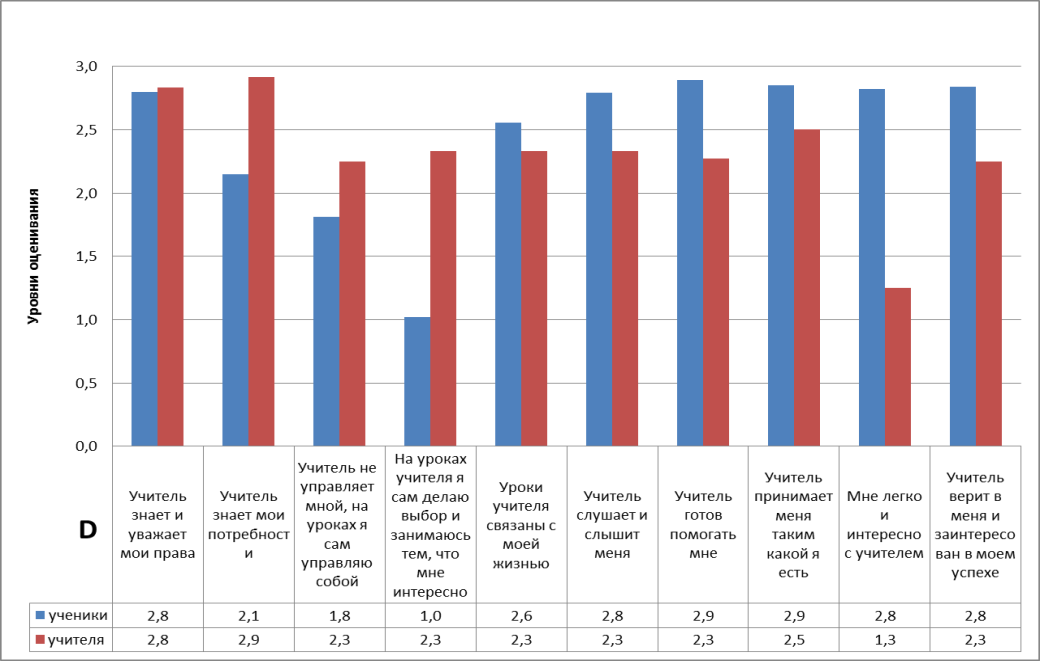 3,0
2,5
2,0
1,5
1,0
0,5
0,0
Уровни оценивания
D
Учитель
знает и
уважает
мои права
Учитель
знает мои
потребност
и
Учитель не
управляет
мной, на
уроках я
сам
управляю
собой
На уроках
учителя я
сам делаю
выбор и
занимаюсь
тем, что
мне
интересно
Уроки
учителя
связаны с
моей
жизнью
Учитель
слушает и
слышит
меня
Учитель
готов
помогать
мне
Учитель
принимает
меня
таким
какой я
есть
Мне легко
и
интересно
с учителем
Учитель
верит в
меня и
заинтересо
ван в моем
успехе
ученики 2,8 2,1 1,8 1,0 2,6 2,8 2,9 2,9 2,8 2,8
учителя 2,8 2,9 2,3 2,3 2,3 2,3 2,3 2,5 1,3 2,3